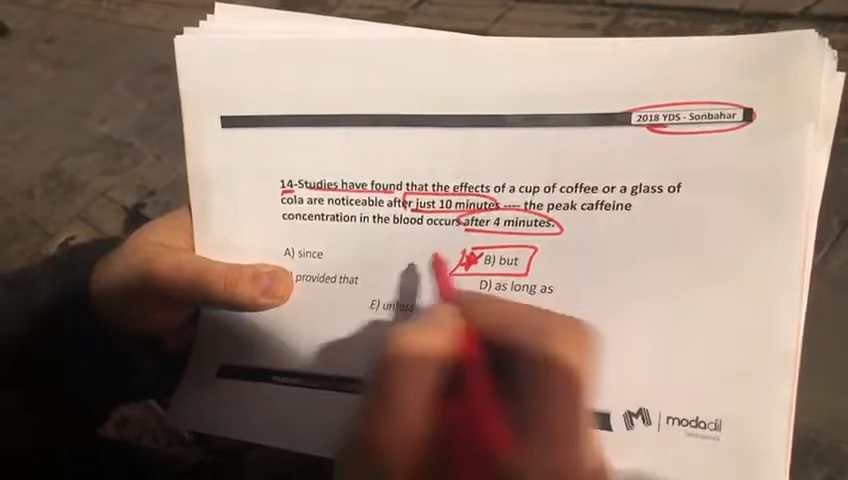 2018 YDS - Sonbahar
14-Studies have found that the effects of a cup of coffee or a glass of
cola are noticeable after just 10 minutes ---- the peak caffeine
concentration in the blood occurs after 4 minutes.
A) since
B) but
provided that
D) as long as
E) unless
modadil